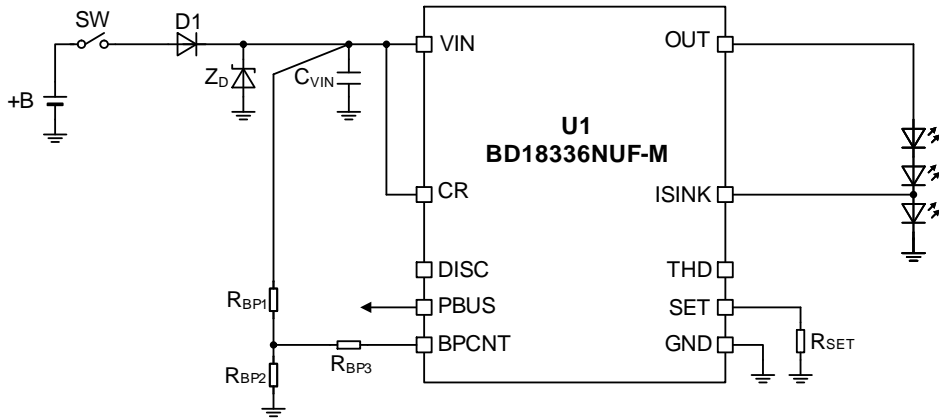 SW
D1
+B
ZD
CVIN
VIN
OUT
U1
BD18336NUF-M
CR
ISINK
DISC
THD
RBP1
PBUS
SET
BPCNT
GND
RSET
RBP3
RBP2